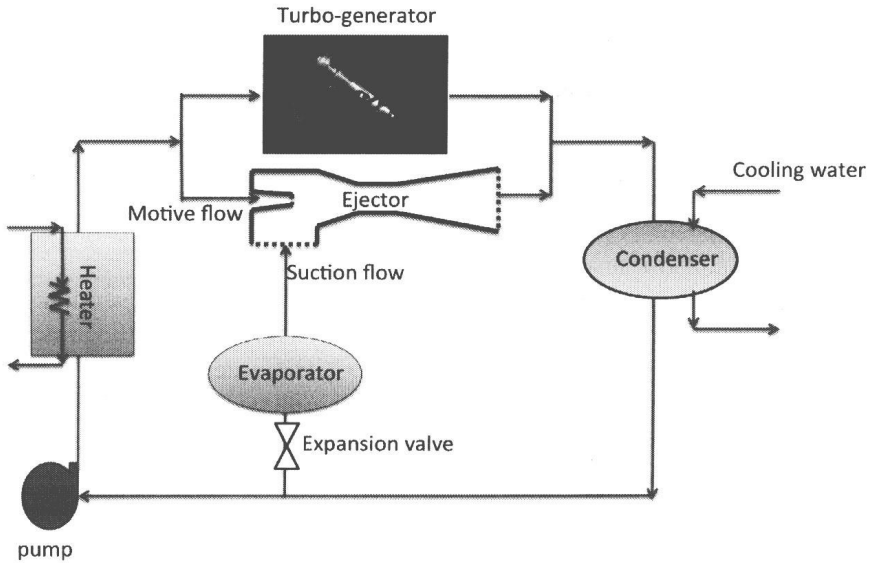 Turbo-generator
Cooling water
Ejector
Motive flow
Suction flow
Condenser
Heater
Evaporator
Expansion valve
pump